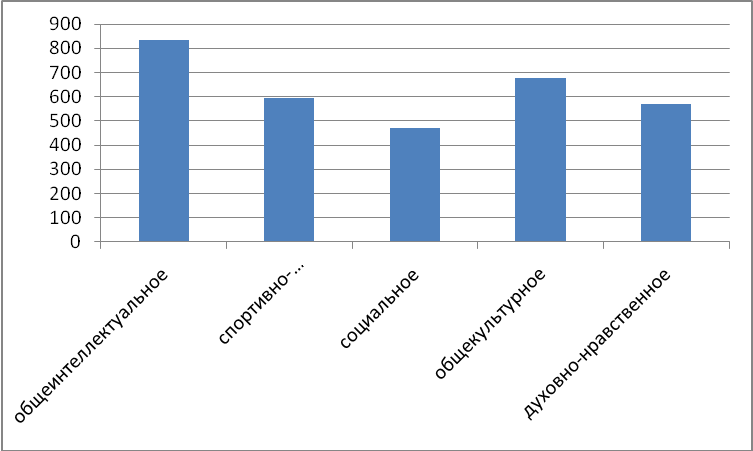 900
800
700
600
500
400
300
200
100
0
общеинтеллектуальное
спортивно-...
социальное
общекультурное
духовно-нравственное